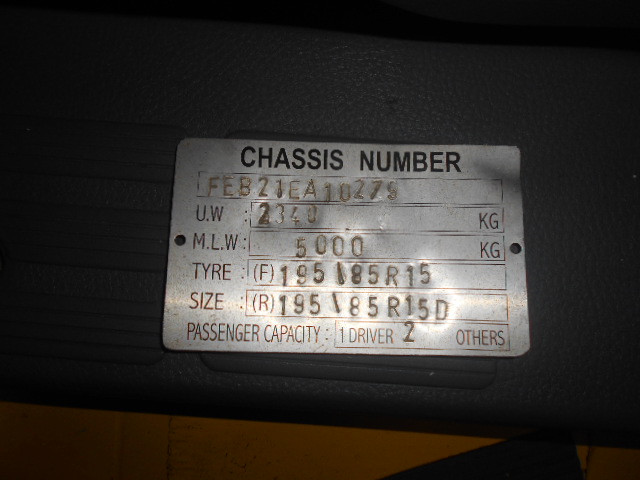 CHASSIS NUMBER
FEB21EA10279
U.W : 2340 KG
M.L.W : 5000 KG
TYRE : (F) 195\85R15
SIZE : (R) 195\85R15D
PASSENGER CAPACITY : 1 DRIVER 2 OTHERS